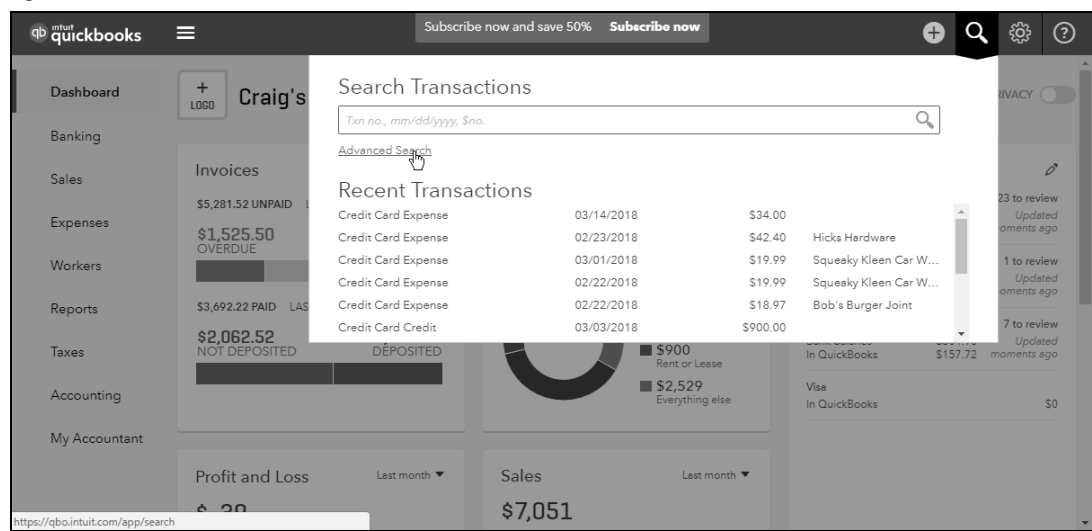 intuit
qb quickbooks
Subscribe now and save 50% Subscribe now
?
Dashboard
Banking
Sales
Expenses
Workers
Reports
Taxes
Accounting
My Accountant
+
LOGO
Craig's
Search Transactions
Txn no., mm/dd/yyyy, $no.
Advanced Search
Recent Transactions
Credit Card Expense 03/14/2018 $34.00
Credit Card Expense 02/23/2018 $42.40 Hicks Hardware
Credit Card Expense 03/01/2018 $19.99 Squeaky Kleen Car W...
Credit Card Expense 02/22/2018 $19.99 Squeaky Kleen Car W...
Credit Card Expense 02/22/2018 $18.97 Bob's Burger Joint
Credit Card Credit 03/03/2018 $900.00
Invoices
$5,281.52 UNPAID
$1,525.50
OVERDUE
$3,692.22 PAID LAS
$2,062.52
NOT DEPOSITED DEPOSITED
$900
Rent or Lease
$2,529
Everything else
23 to review
Updated
moments ago
1 to review
Updated
moments ago
7 to review
Updated
In QuickBooks $157.72 moments ago
Visa
In QuickBooks $0
Profit and Loss Last month
Sales Last month
$7,051
https://qbo.intuit.com/app/search